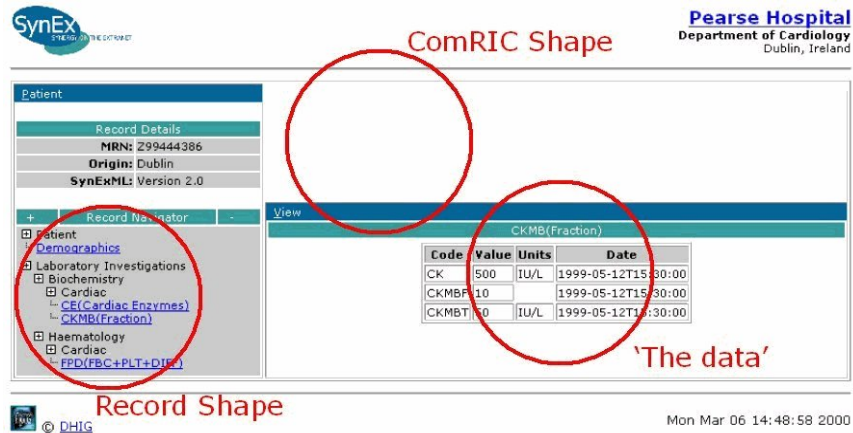 SynEx
SYNERGY ON THE EXTRANET
Pearse Hospital
Department of Cardiology
Dublin, Ireland
ComRIC Shape
Patient
Record Details
MRN: Z99444386
Origin: Dublin
SynExML: Version 2.0
+ Record Navigator -
Patient
Demographics
Laboratory Investigations
Biochemistry
Cardiac
CE(Cardiac Enzymes)
CKMB(Fraction)
Haematology
Cardiac
FPD(FBC+PLT+DIFF)
View
CKMB(Fraction)
Code Value Units Date
CK 500 IU/L 1999-05-12T15:30:00
CKMBF 10 1999-05-12T15:30:00
CKMBT 50 IU/L 1999-05-12T15:30:00
'The data'
Record Shape
© DHIG
Mon Mar 06 14:48:58 2000